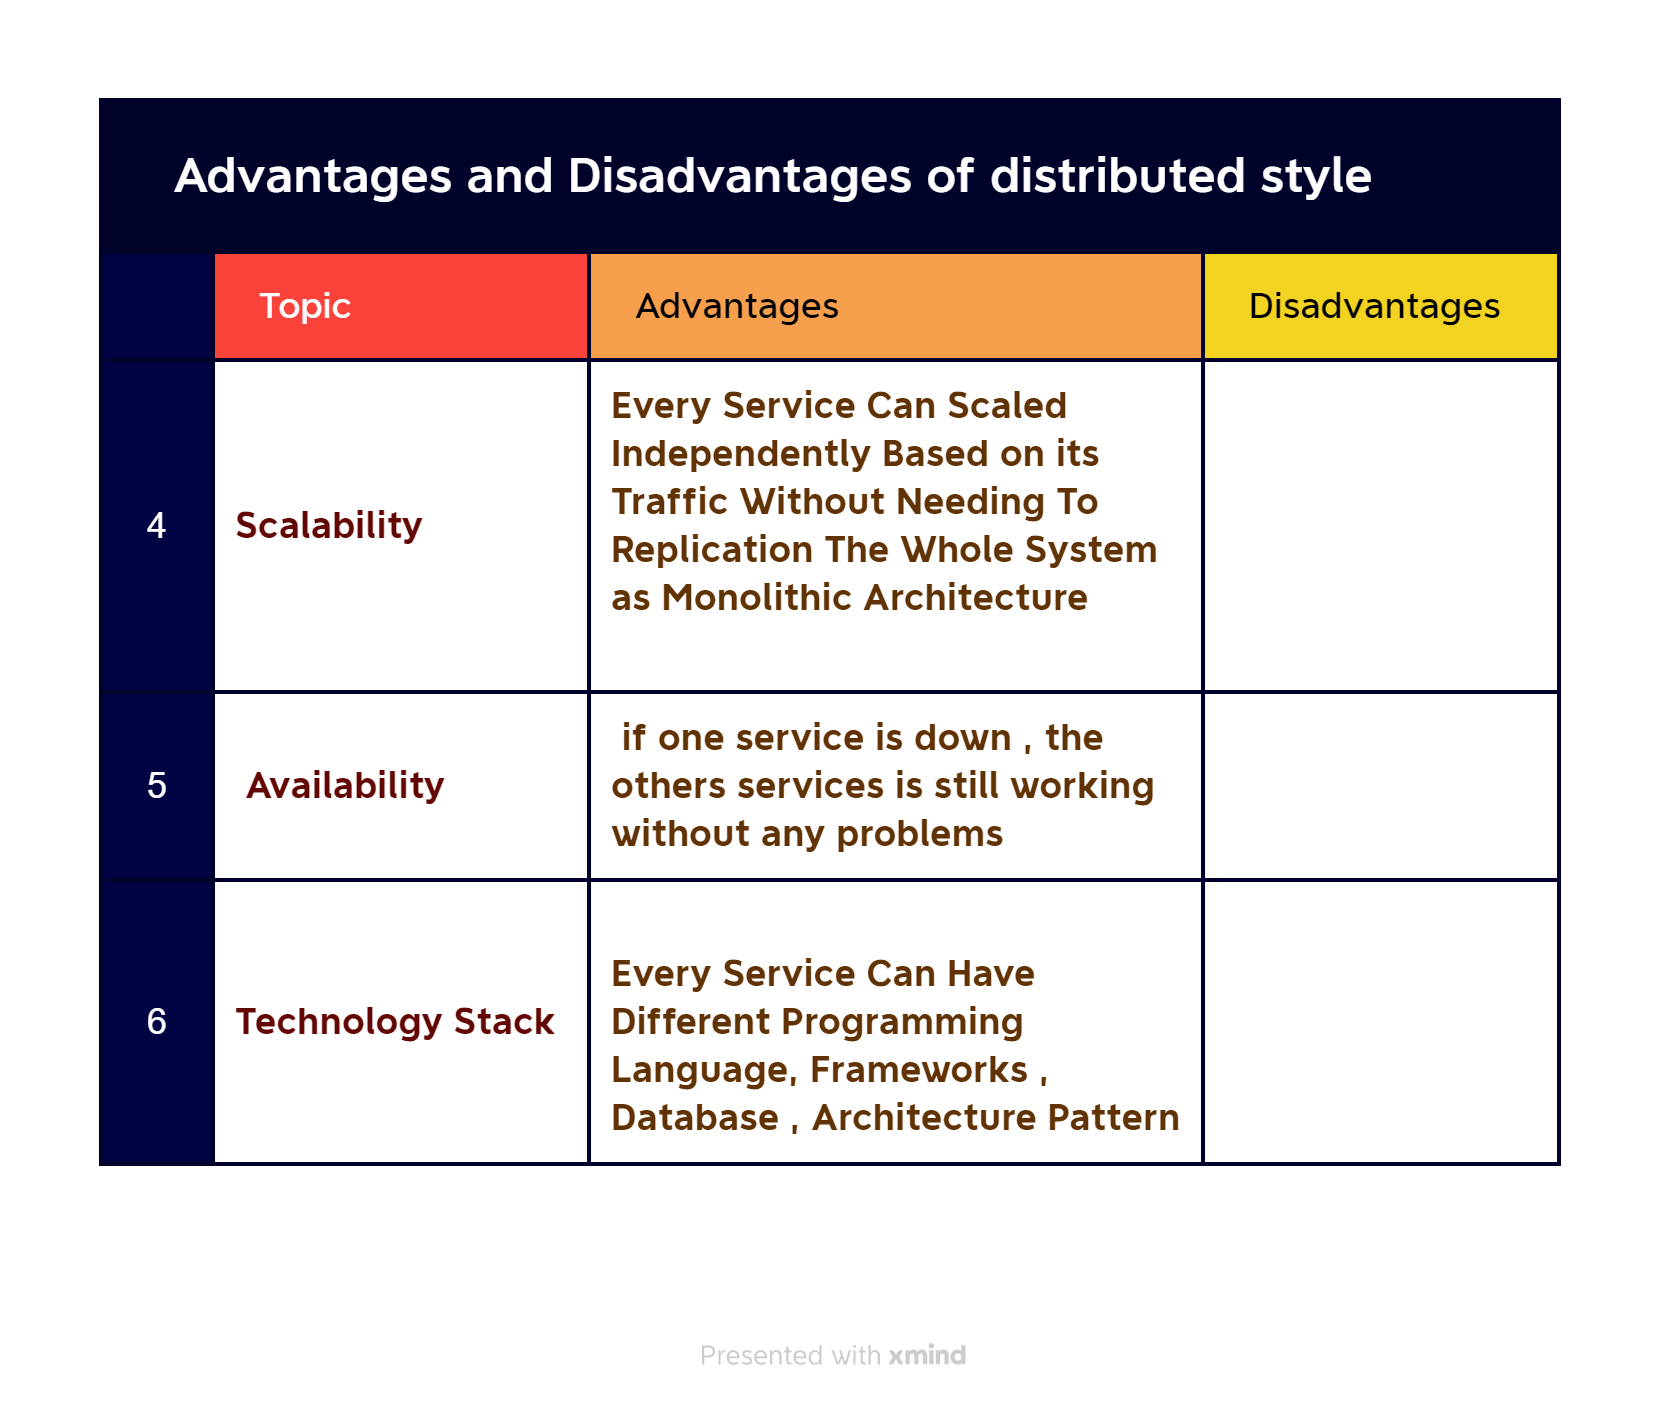 Advantages and Disadvantages of distributed style
Topic
Advantages
Disadvantages
4
Scalability
Every Service Can Scaled
Independently Based on its
Traffic Without Needing To
Replication The Whole System
as Monolithic Architecture
5
Availability
if one service is down , the
others services is still working
without any problems
6
Technology Stack
Every Service Can Have
Different Programming
Language, Frameworks ,
Database , Architecture Pattern
Presented with xmind